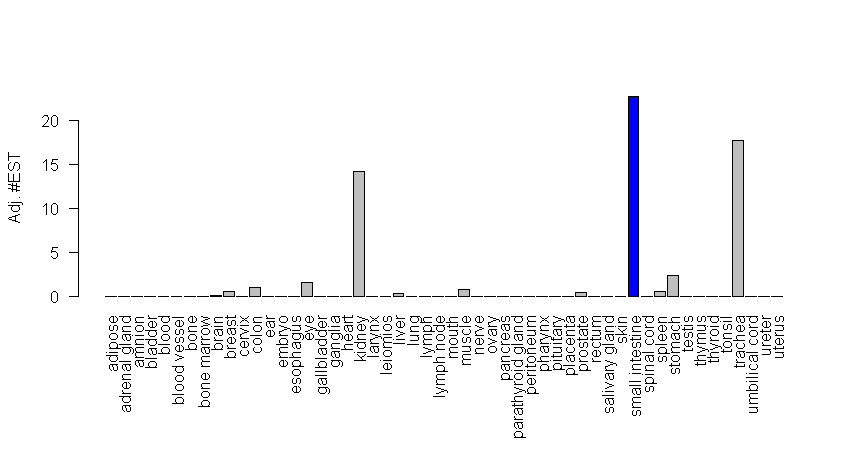 Adj. #EST
20
15
10
5
0
adipose
adrenal gland
amnion
bladder
blood
blood vessel
bone
bone marrow
brain
breast
cervix
colon
ear
embryo
esophagus
eye
gallbladder
ganglia
heart
kidney
larynx
leiomios
liver
lung
lymph
lymph node
mouth
muscle
nerve
ovary
pancreas
parathyroid gland
peritoneum
pharynx
pituitary
placenta
prostate
rectum
salivary gland
skin
small intestine
spinal cord
spleen
stomach
testis
thymus
thyroid
tonsil
trachea
umbilical cord
ureter
uterus